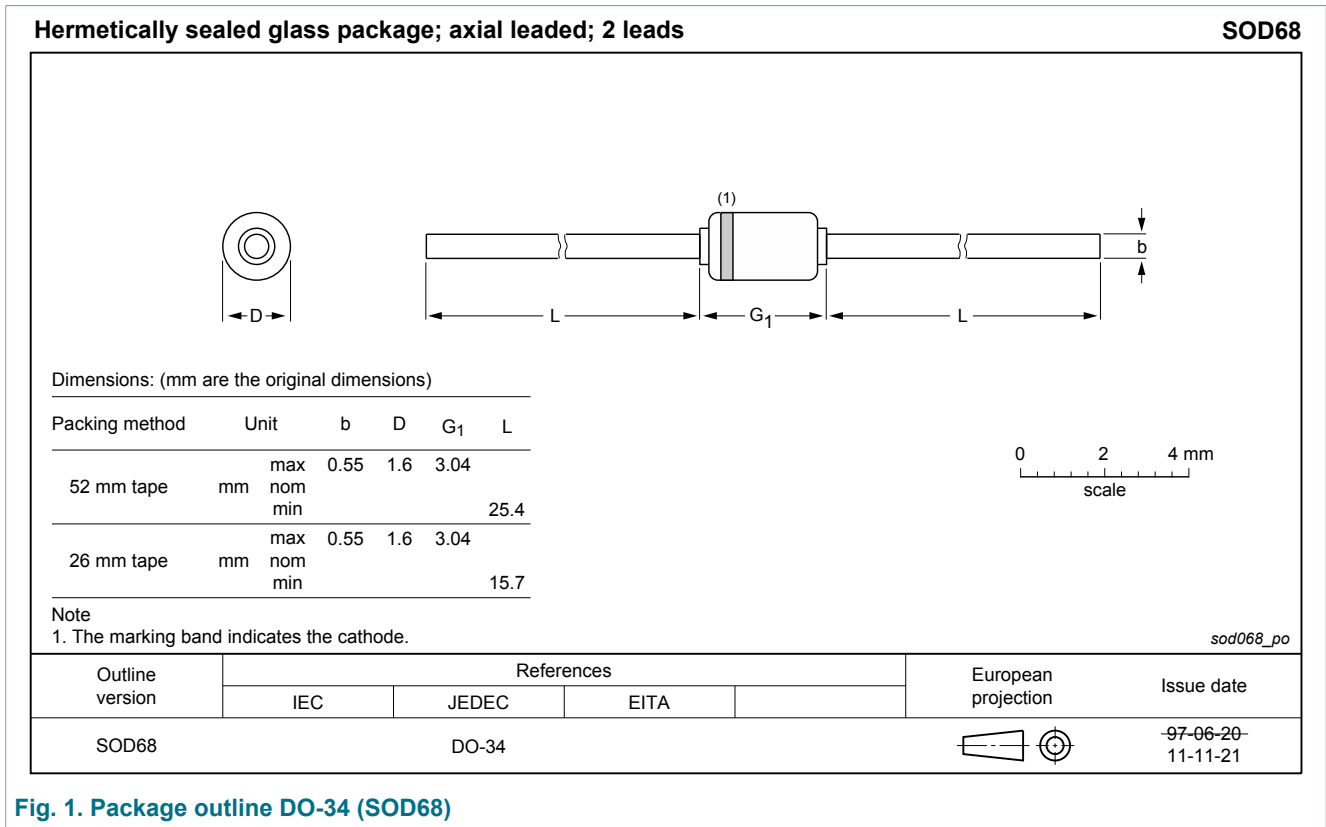 Hermetically sealed glass package; axial leaded; 2 leads SOD68
(1)
b
D L G1 L
Dimensions: (mm are the original dimensions)
Packing method Unit b D G1 L
52 mm tape mm max 0.55 1.6 3.04
nom
min 25.4
26 mm tape mm max 0.55 1.6 3.04
nom
min 15.7
0 2 4 mm
scale
Note
1. The marking band indicates the cathode.
sod068_po
Outline version References European projection Issue date
IEC JEDEC EITA
SOD68 DO-34 97-06-20
11-11-21
Fig. 1. Package outline DO-34 (SOD68)